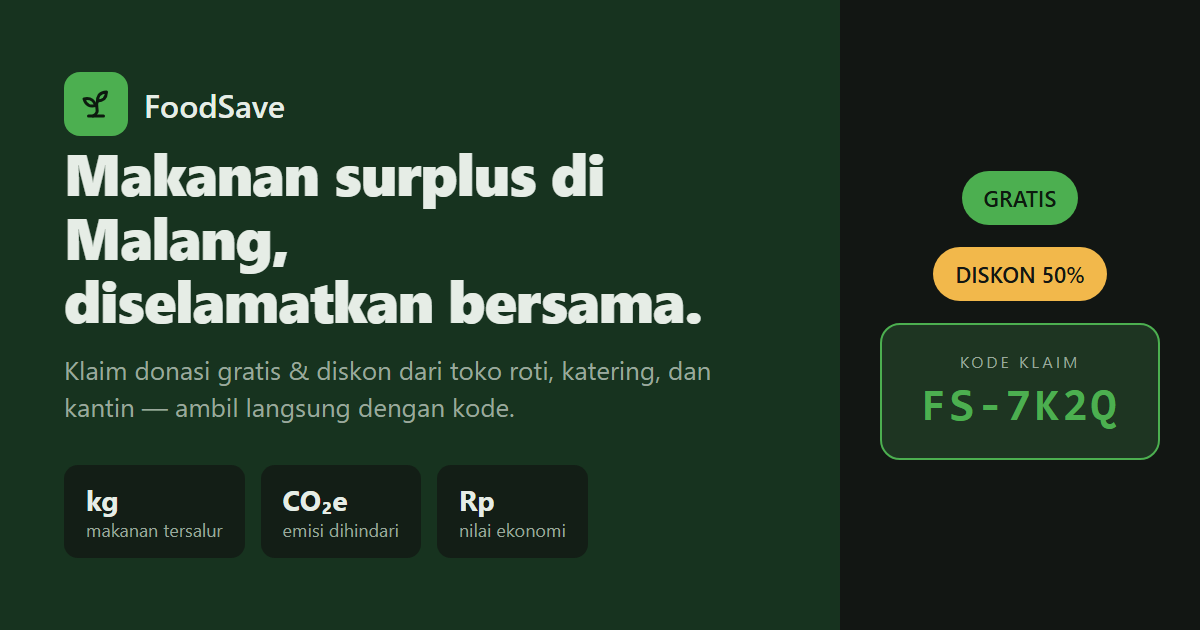 FoodSave
Makanan surplus di
Malang,
diselamatkan bersama.
Klaim donasi gratis & diskon dari toko roti, katering, dan
kantin — ambil langsung dengan kode.
kg
makanan tersalur
CO₂e
emisi dihindari
Rp
nilai ekonomi
GRATIS
DISKON 50%
KODE KLAIM
FS-7K2Q